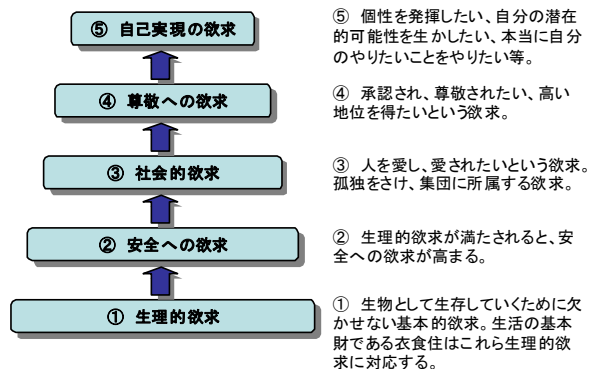 ⑤ 自己実現の欲求
⑤ 個性を発揮したい、自分の潜在
的可能性を生かしたい、本当に自分
のやりたいことをやりたい等。
④ 尊敬への欲求
④ 承認され、尊敬されたい、高い
地位を得たいという欲求。
③ 社会的欲求
③ 人を愛し、愛されたいという欲求。
孤独をさけ、集団に所属する欲求。
② 安全への欲求
② 生理的欲求が満たされると、安
全への欲求が高まる。
① 生理的欲求
① 生物として生存していくために欠
かせない基本的欲求。生活の基本
財である衣食住はこれら生理的欲
求に対応する。